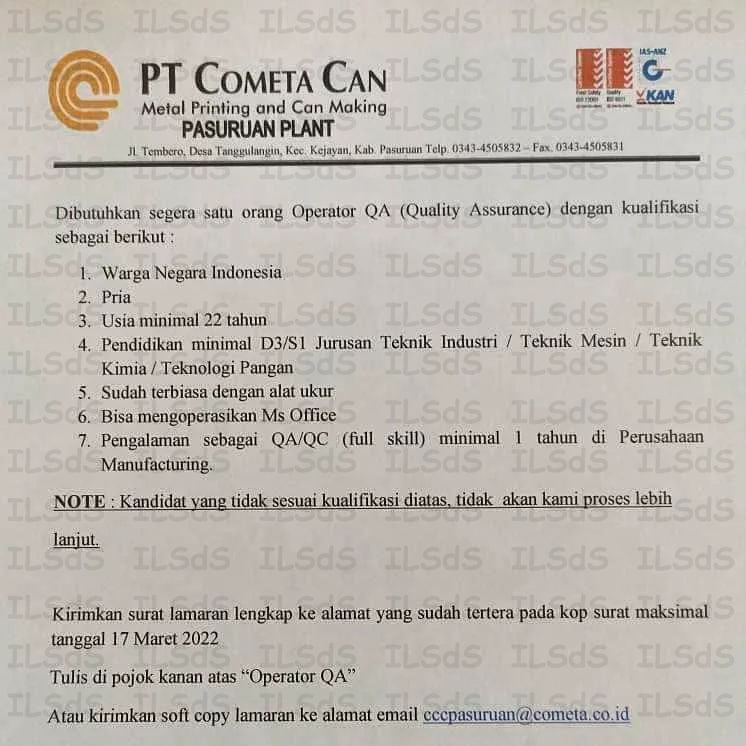 PT COMETA CAN
Metal Printing and Can Making
PASURUAN PLANT
Jl. Tembero, Desa Tanggulangin, Kec. Kejayan, Kab. Pasuruan Telp. 0343-4505832 – Fax. 0343-4505831
IAS-ANZ
KAN
Food Safety
Quality
Dibutuhkan segera satu orang Operator QA (Quality Assurance) dengan kualifikasi
sebagai berikut :
1. Warga Negara Indonesia
2. Pria
3. Usia minimal 22 tahun
4. Pendidikan minimal D3/S1 Jurusan Teknik Industri / Teknik Mesin / Teknik
Kimia / Teknologi Pangan
5. Sudah terbiasa dengan alat ukur
6. Bisa mengoperasikan Ms Office
7. Pengalaman sebagai QA/QC (full skill) minimal 1 tahun di Perusahaan
Manufacturing.
NOTE : Kandidat yang tidak sesuai kualifikasi diatas, tidak akan kami proses lebih
lanjut.
Kirimkan surat lamaran lengkap ke alamat yang sudah tertera pada kop surat maksimal
tanggal 17 Maret 2022
Tulis di pojok kanan atas “Operator QA”
Atau kirimkan soft copy lamaran ke alamat email cccpasuruan@cometa.co.id
ILSdS